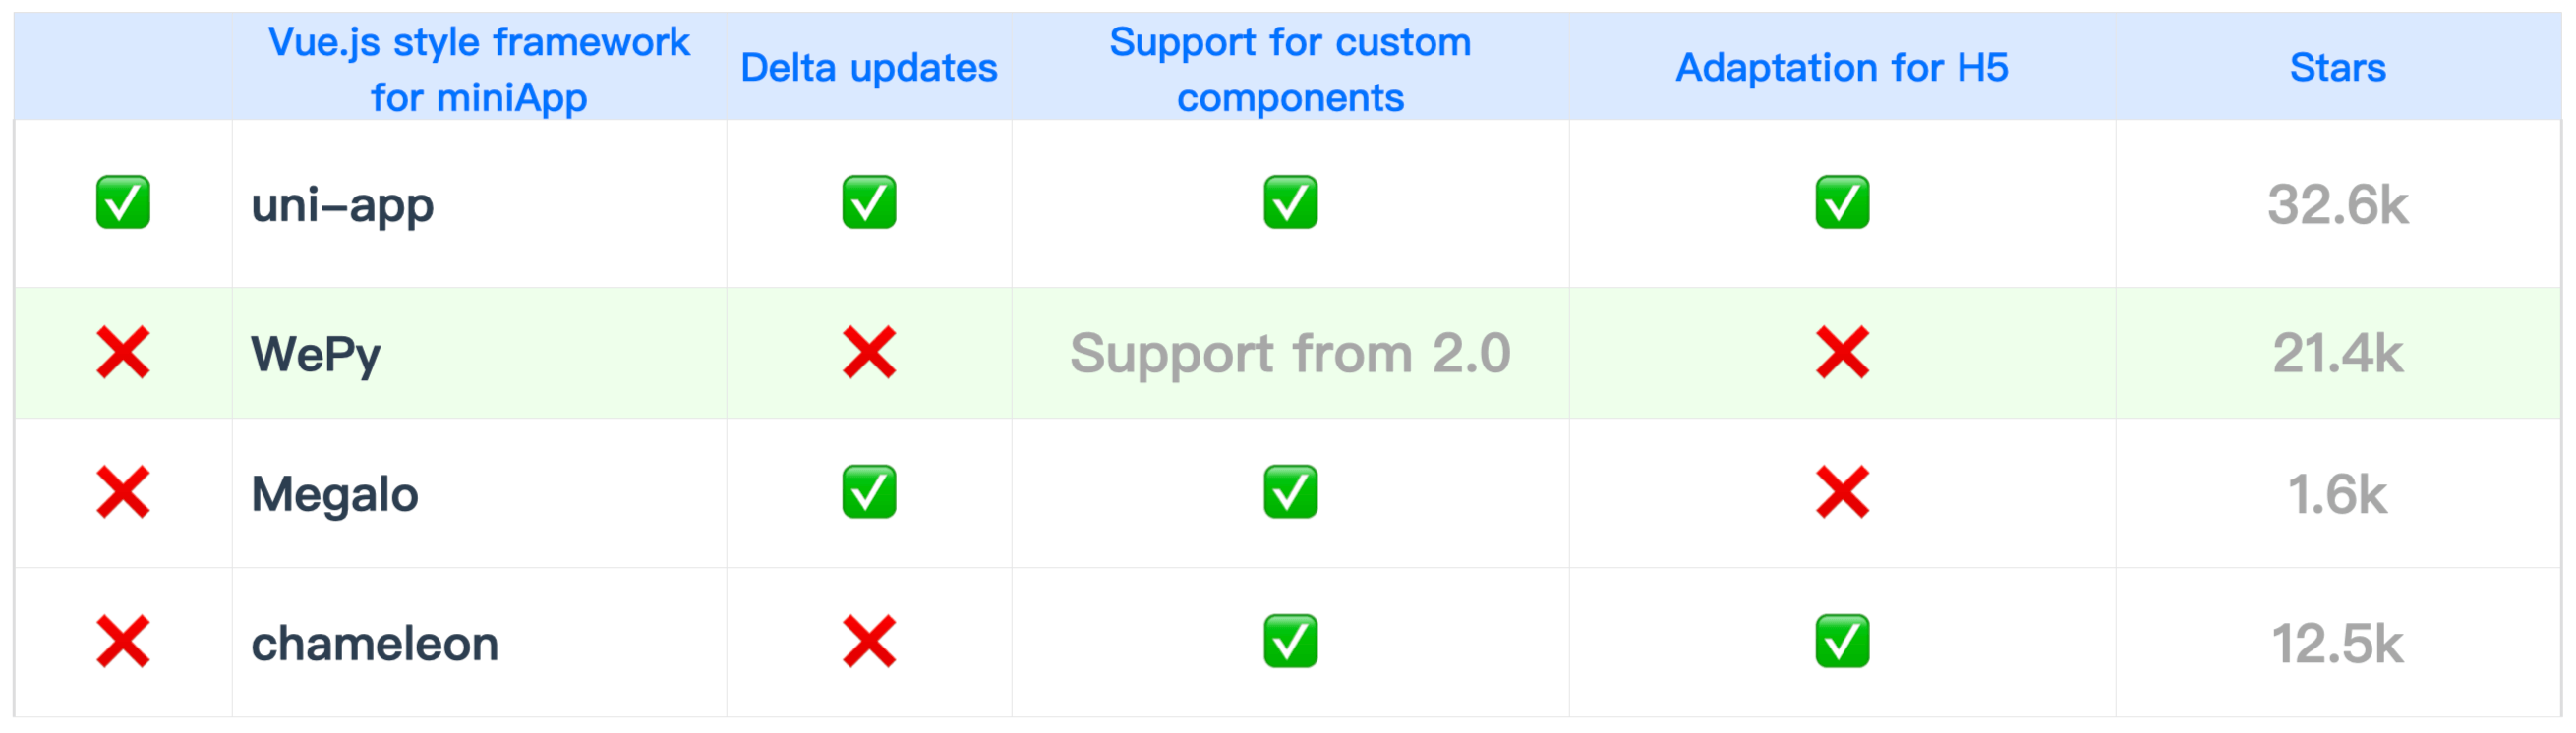 Vue.js style framework
for miniApp
Delta updates
Support for custom
components
Adaptation for H5
Stars
✅ uni-app ✅ ✅ ✅ 32.6k
❌ WePy ❌ Support from 2.0 ❌ 21.4k
❌ Megalo ✅ ✅ ❌ 1.6k
❌ chameleon ❌ ✅ ✅ 12.5k